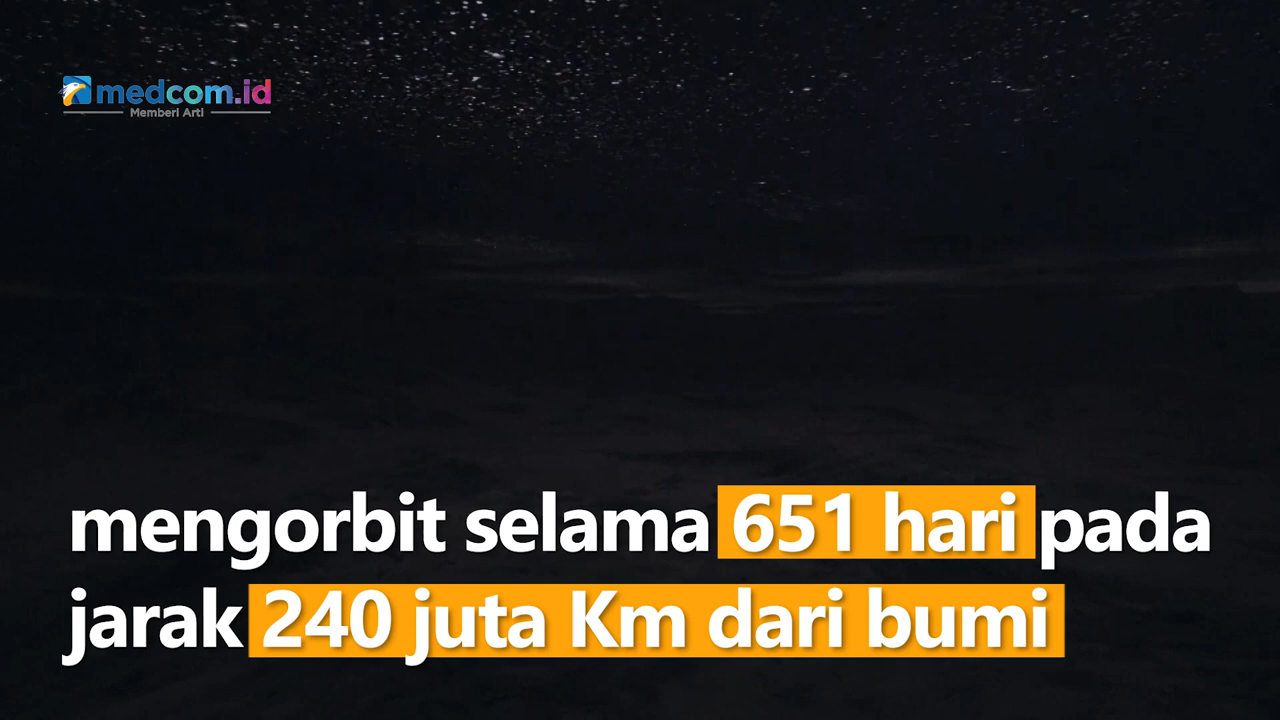 medcom.id
Memberi Arti
mengorbit selama 651 hari pada
jarak 240 juta Km dari bumi